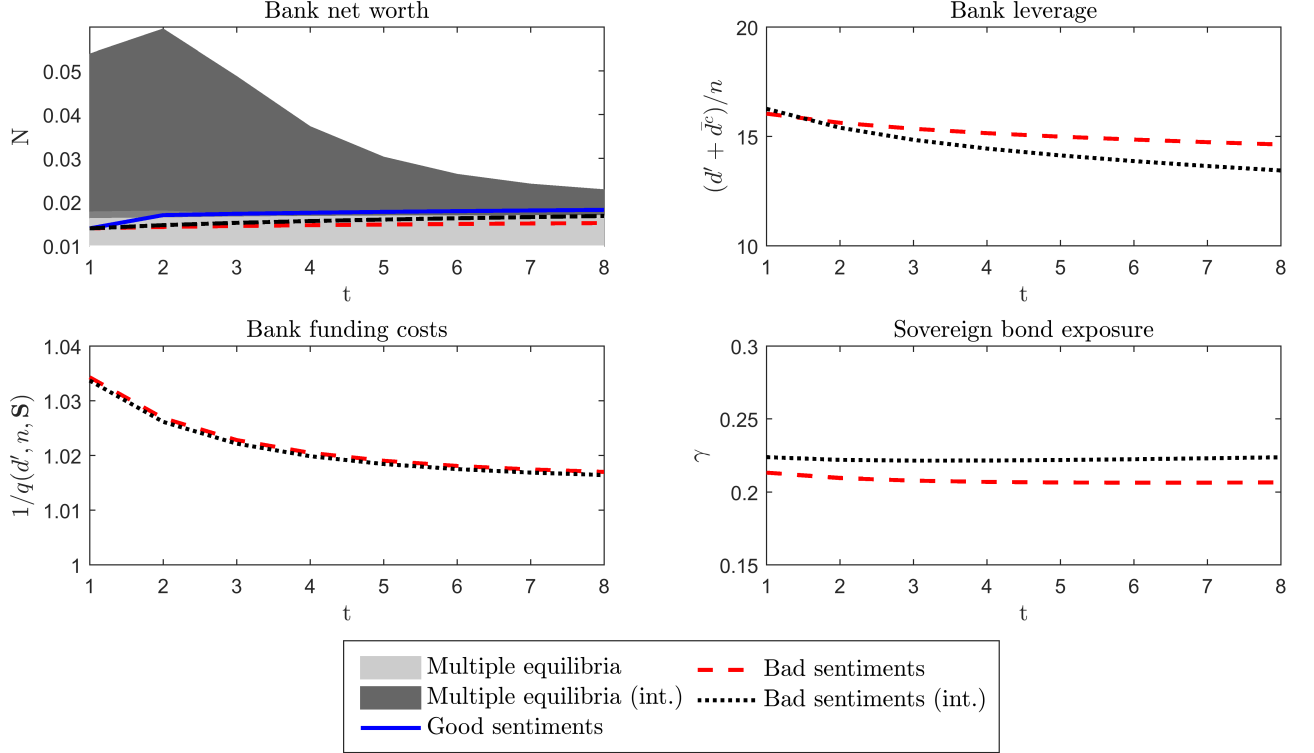 Bank net worth
0.05
0.04
0.03
0.02
0.01
N
1 2 3 4 5 6 7 8
t
Bank leverage
20
15
10
(d′ + d̄ᶜ)/n
1 2 3 4 5 6 7 8
t
Bank funding costs
1.04
1.03
1.02
1.01
1
1/q(d′, n, S)
1 2 3 4 5 6 7 8
t
Sovereign bond exposure
0.3
0.25
0.2
0.15
γ
1 2 3 4 5 6 7 8
t
Multiple equilibria
Multiple equilibria (int.)
Good sentiments
Bad sentiments
Bad sentiments (int.)